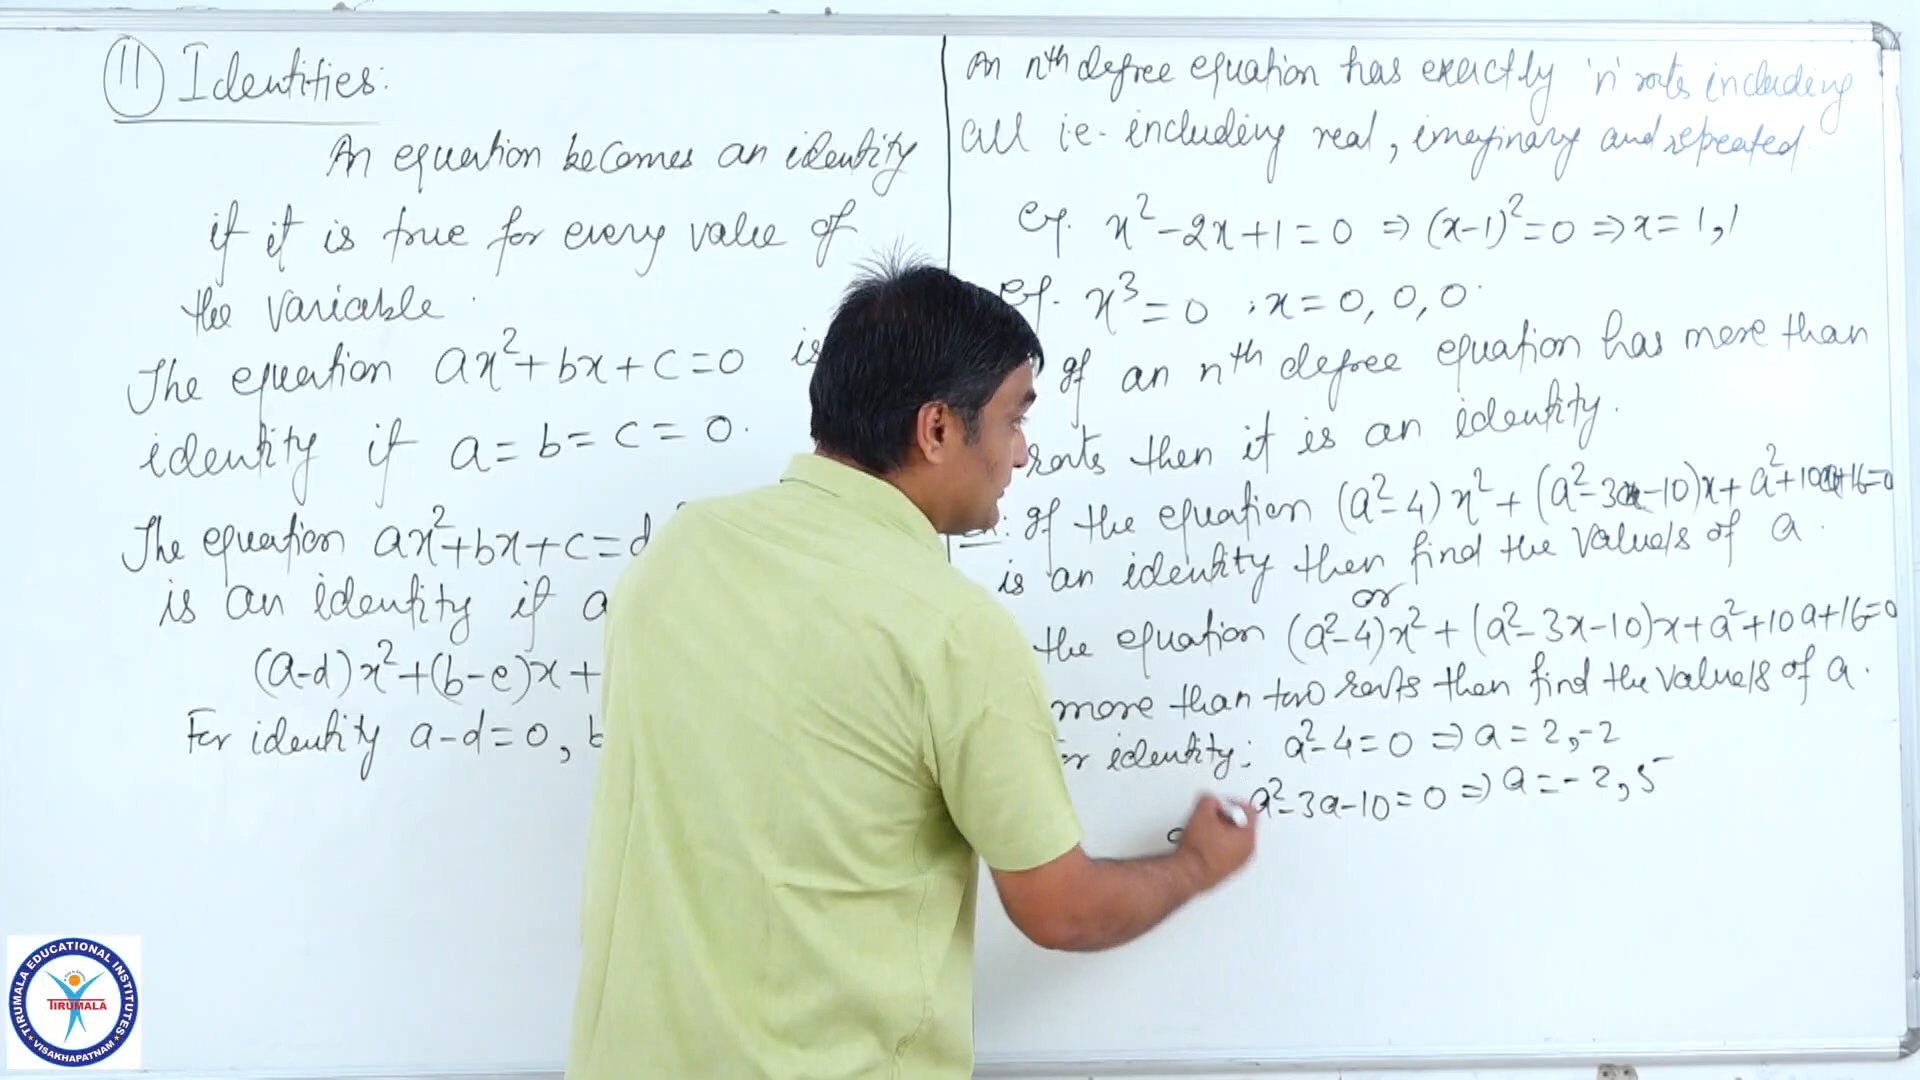 11 Identities:
An equation becomes an identity
if it is true for every value of
the variable.
The equation ax²+bx+c=0 is
identity if a=b=c=0.
The equation ax²+bx+c=d
is an identity if a
(a-d)x²+(b-e)x+
For identity a-d=0, b
An nth degree equation has exactly 'n' roots including
all i.e. including real, imaginary and repeated.
eg. x²-2x+1=0 ⇒ (x-1)²=0 ⇒ x=1,1
eg. x³=0 ; x=0,0,0.
If an nth degree equation has more than
roots then it is an identity.
If the equation (a²-4)x²+(a²-3a-10)x+a²+10a+16=0
is an identity then find the value/s of a.
or
the equation (a²-4)x²+(a²-3x-10)x+a²+10a+16=0
more than two roots then find the value/s of a.
For identity: a²-4=0 ⇒ a=2,-2
a²-3a-10=0 ⇒ a=-2,5
TIRUMALA EDUCATIONAL INSTITUTES
TIRUMALA
VISAKHAPATNAM